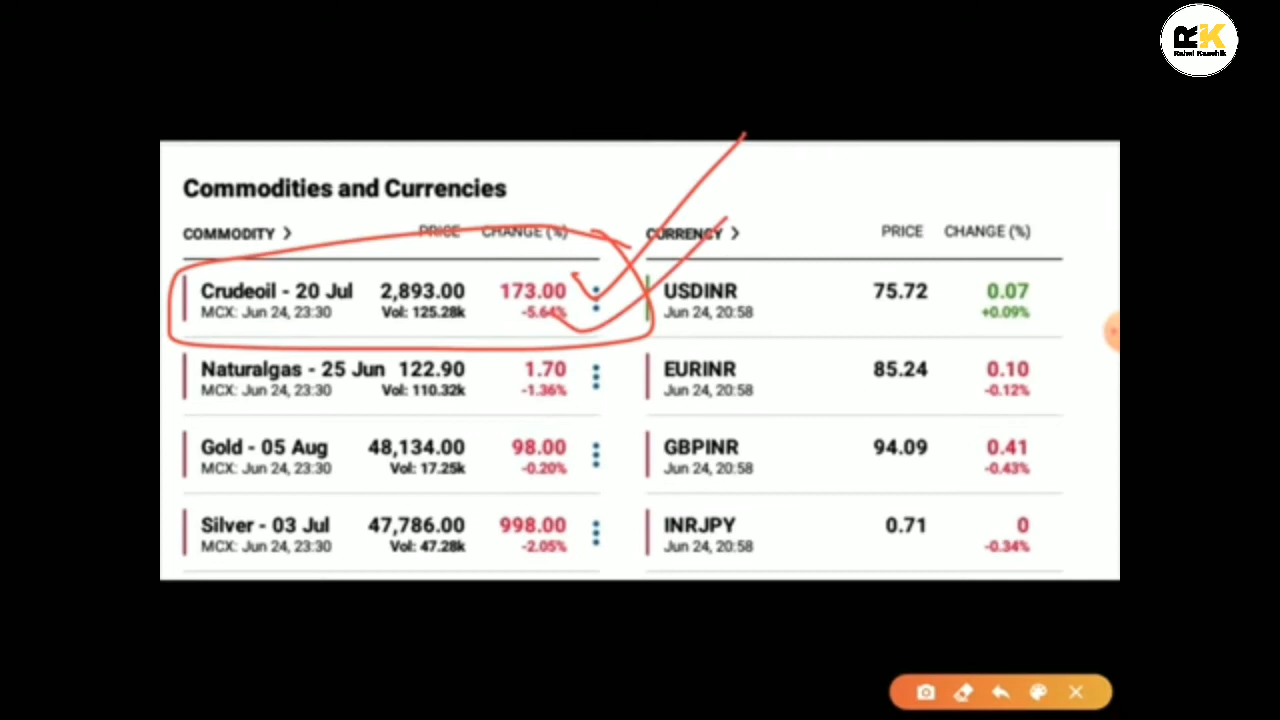 RK
Rahul Kaushik
Commodities and Currencies
COMMODITY > PRICE CHANGE (%)
Crudeoil - 20 Jul 2,893.00 173.00
MCX: Jun 24, 23:30 Vol: 125.28k -5.64%
Naturalgas - 25 Jun 122.90 1.70
MCX: Jun 24, 23:30 Vol: 110.32k -1.36%
Gold - 05 Aug 48,134.00 98.00
MCX: Jun 24, 23:30 Vol: 17.25k -0.20%
Silver - 03 Jul 47,786.00 998.00
MCX: Jun 24, 23:30 Vol: 47.28k -2.05%
CURRENCY > PRICE CHANGE (%)
USDINR 75.72 0.07
Jun 24, 20:58 +0.09%
EURINR 85.24 0.10
Jun 24, 20:58 -0.12%
GBPINR 94.09 0.41
Jun 24, 20:58 -0.43%
INRJPY 0.71 0
Jun 24, 20:58 -0.34%